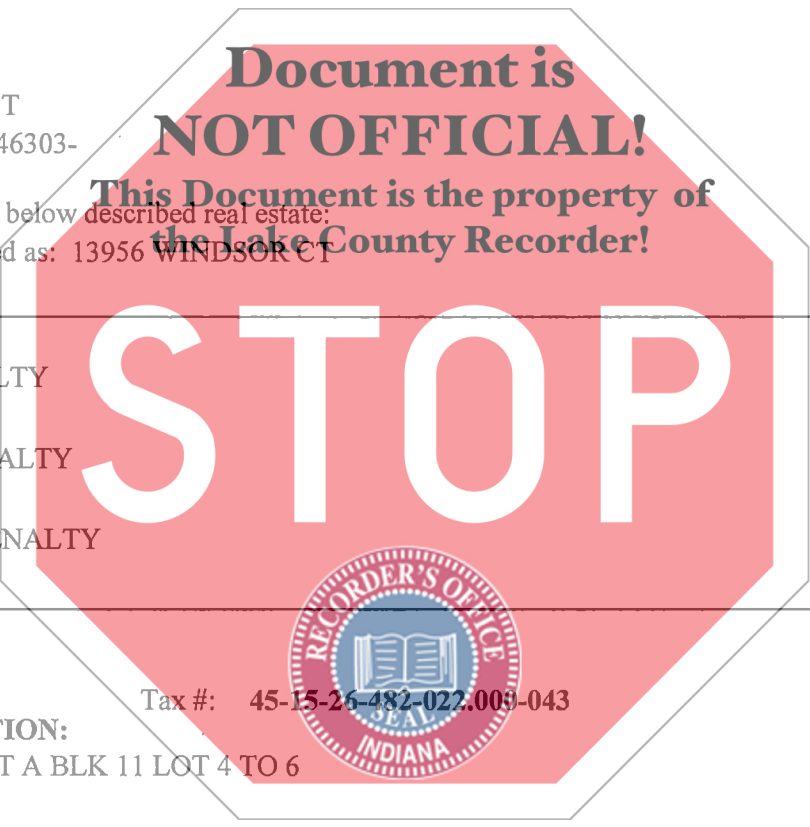 Document is
T
46303-
NOT OFFICIAL!
This Document is the property of
below described real estate:
the Lake County Recorder!
ed as: 13956 WINDSOR CT
STOP
LTY
ALTY
ENALTY
RECORDER'S OFFICE
SEAL
INDIANA
Tax #: 45-15-26-482-022.000-043
TION:
T A BLK 11 LOT 4 TO 6